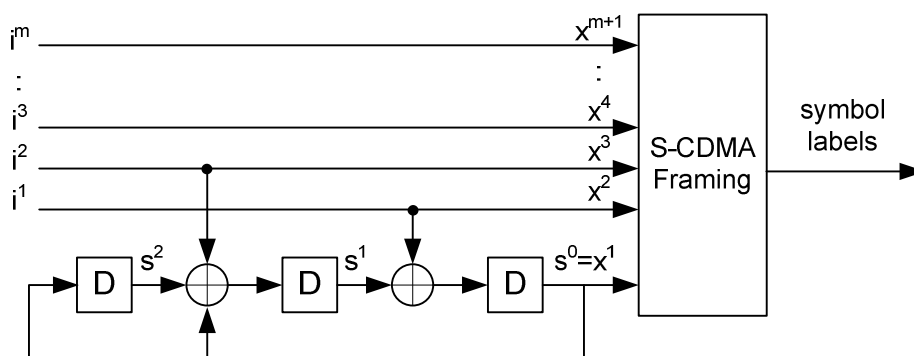 i^m x^{m+1}
⋮ ⋮
i^3 x^4
i^2 x^3
i^1 x^2
S-CDMA
Framing
symbol
labels
D s^2 D s^1 D s^0=x^1